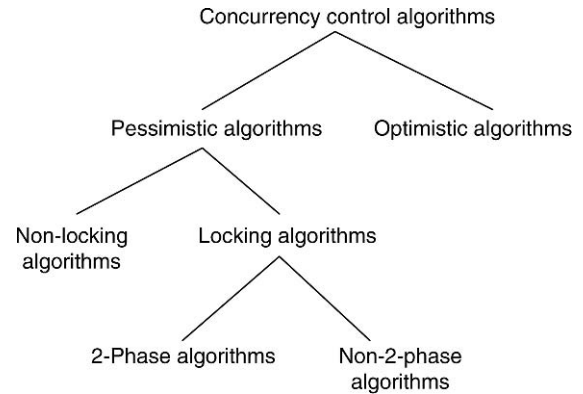 Concurrency control algorithms
Pessimistic algorithms
Optimistic algorithms
Non-locking
algorithms
Locking algorithms
2-Phase algorithms
Non-2-phase
algorithms